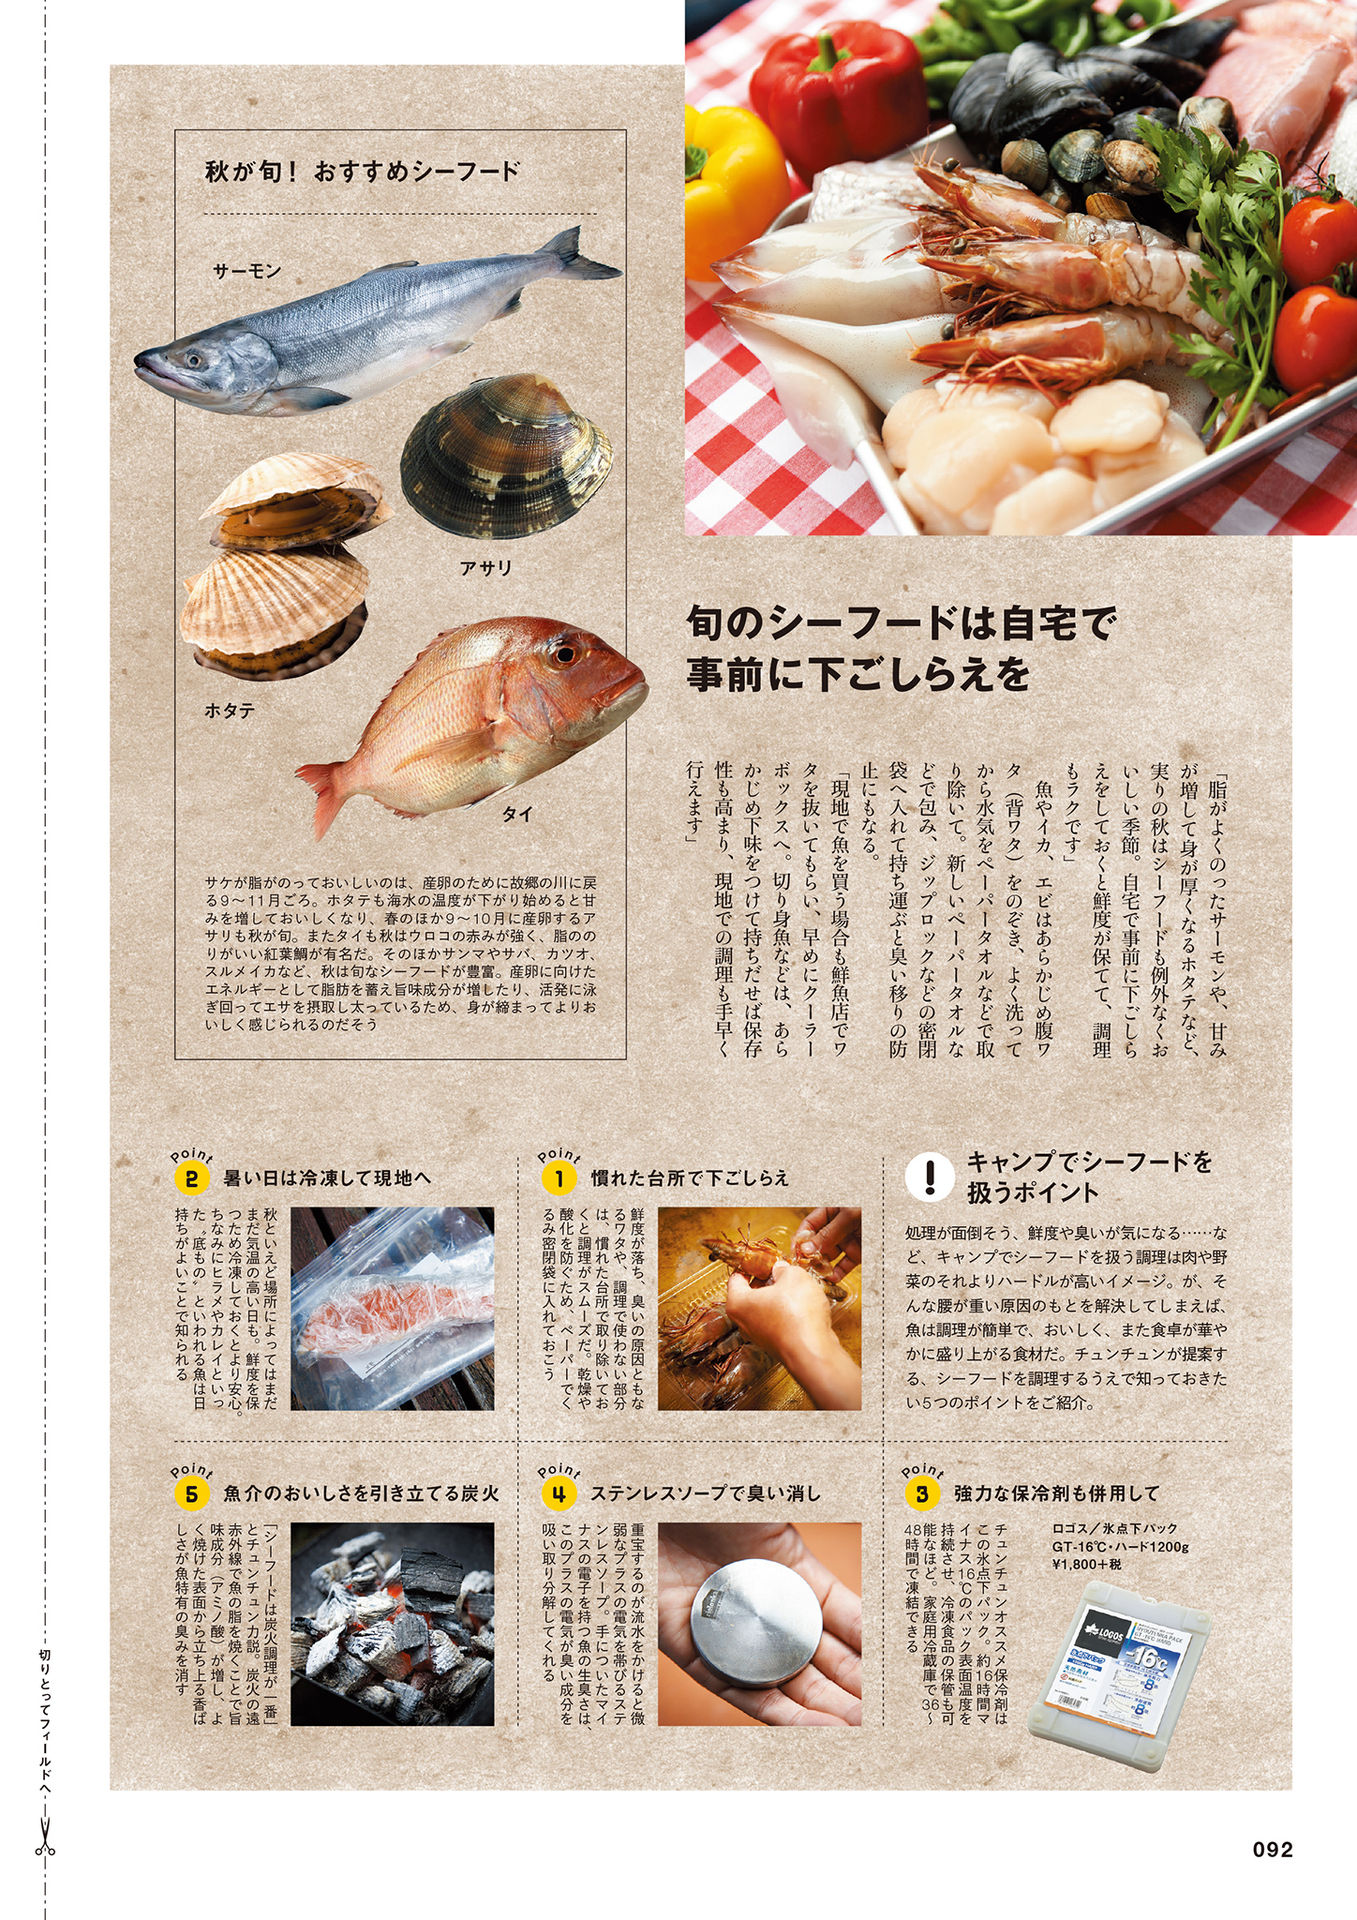 秋が旬！ おすすめシーフード
サーモン
アサリ
ホタテ
タイ
サケが脂がのっておいしいのは、産卵のために故郷の川に戻
る9～11月ごろ。ホタテも海水の温度が下がり始めると甘
みを増しておいしくなり、春のほか9～10月に産卵するア
サリも秋が旬。またタイも秋はウロコの赤みが強く、脂のの
りがいい紅葉鯛が有名だ。そのほかサンマやサバ、カツオ、
スルメイカなど、秋は旬なシーフードが豊富。産卵に向けた
エネルギーとして脂肪を蓄え旨味成分が増したり、活発に泳
ぎ回ってエサを摂取し太っているため、身が締まってよりお
いしく感じられるのだそう
旬のシーフードは自宅で
事前に下ごしらえを
「脂がよくのったサーモンや、甘み
が増して身が厚くなるホタテなど、
実りの秋はシーフードも例外なくお
いしい季節。自宅で事前に下ごしら
えをしておくと鮮度が保てて、調理
もラクです」
魚やイカ、エビはあらかじめ腹ワ
タ（背ワタ）をのぞき、よく洗って
から水気をペーパータオルなどで取
り除いて。新しいペーパータオルな
どで包み、ジップロックなどの密閉
袋へ入れて持ち運ぶと臭い移りの防
止にもなる。
「現地で魚を買う場合も鮮魚店でワ
タを抜いてもらい、早めにクーラー
ボックスへ。切り身魚などは、あら
かじめ下味をつけて持ちだせば保存
性も高まり、現地での調理も手早く
行えます」
！
キャンプでシーフードを
扱うポイント
処理が面倒そう、鮮度や臭いが気になる……な
ど、キャンプでシーフードを扱う調理は肉や野
菜のそれよりハードルが高いイメージ。が、そ
んな腰が重い原因のもとを解決してしまえば、
魚は調理が簡単で、おいしく、また食卓が華や
かに盛り上がる食材だ。チュンチュンが提案す
る、シーフードを調理するうえで知っておきた
い5つのポイントをご紹介。
Point
1 慣れた台所で下ごしらえ
鮮度が落ち、臭いの原因ともな
るワタや、調理で使わない部分
は、慣れた台所で取り除いてお
くと調理がスムーズだ。乾燥や
酸化を防ぐため、ペーパーでく
るみ密閉袋に入れておこう
Point
2 暑い日は冷凍して現地へ
秋といえど場所によってはまだ
まだ気温の高い日も。鮮度を保
つため冷凍しておくとより安心。
ちなみにヒラメやカレイといっ
た“底もの”といわれる魚は日
持ちがよいことで知られる
Point
3 強力な保冷剤も併用して
チュンチュンオススメ保冷剤は
この氷点下パック。約16時間マ
イナス16℃のパック表面温度を
持続させ、冷凍食品の保管も可
能なほど。家庭用冷蔵庫で36～
48時間で凍結できる
ロゴス／氷点下パック
GT-16℃・ハード1200g
¥1,800＋税
LOGOS
-16℃
Point
4 ステンレスソープで臭い消し
重宝するのが流水をかけると微
弱なプラスの電気を帯びるステ
ンレスソープ。手についたマイ
ナスの電子を持つ魚の生臭さは、
このプラスの電気が臭い成分を
吸い取り分解してくれる
Point
5 魚介のおいしさを引き立てる炭火
「シーフードは炭火調理が一番」
とチュンチュン力説。炭火の遠
赤外線で魚の脂を焼くことで旨
味成分（アミノ酸）が増し、よ
く焼けた表面から立ち上る香ば
しさが魚特有の臭みを消す
切りとってフィールドへ
092